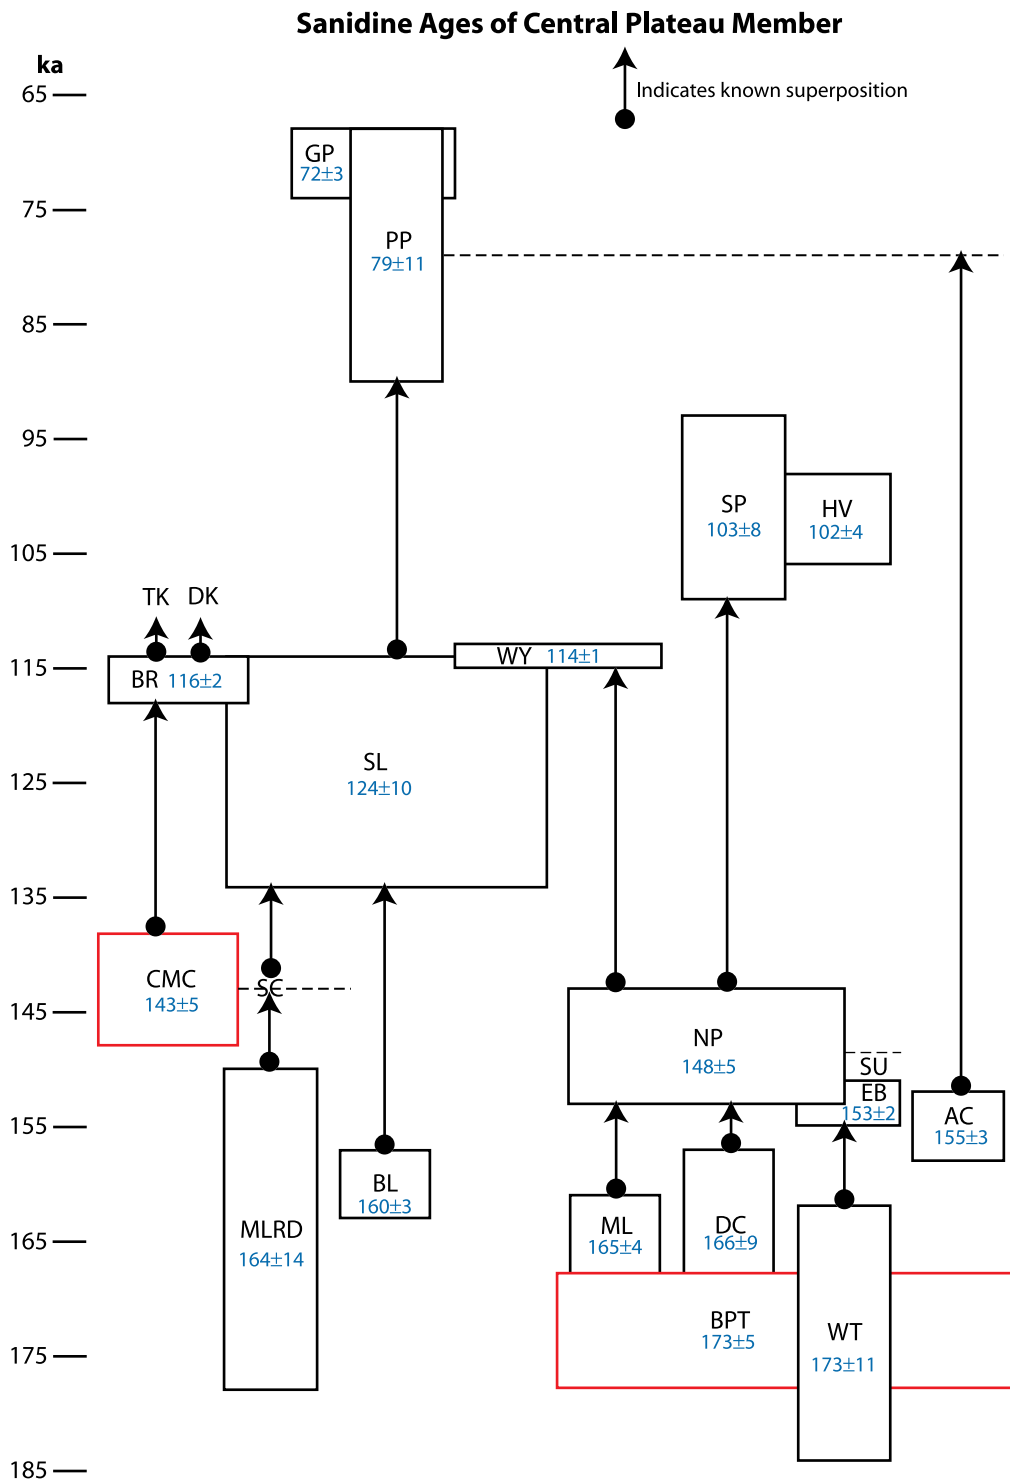 Sanidine Ages of Central Plateau Member
ka
Indicates known superposition
65
GP
72±3
75
PP
79±11
85
95
SP
103±8
HV
102±4
105
TK
DK
115
BR 116±2
WY 114±1
SL
124±10
125
135
CMC
143±5
SC
145
NP
148±5
SU
EB
153±2
AC
155±3
155
BL
160±3
MLRD
164±14
ML
165±4
DC
166±9
165
BPT
173±5
WT
173±11
175
185